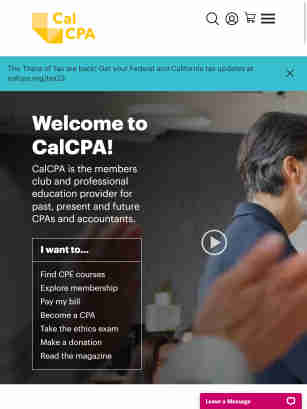 Cal
CPA
The Titans of Tax are back! Get your Federal and California tax updates at
calcpa.org/tax23
Welcome to
CalCPA!
CalCPA is the members
club and professional
education provider for
past, present and future
CPAs and accountants.
I want to...
Find CPE courses
Explore membership
Pay my bill
Become a CPA
Take the ethics exam
Make a donation
Read the magazine
Leave a Message